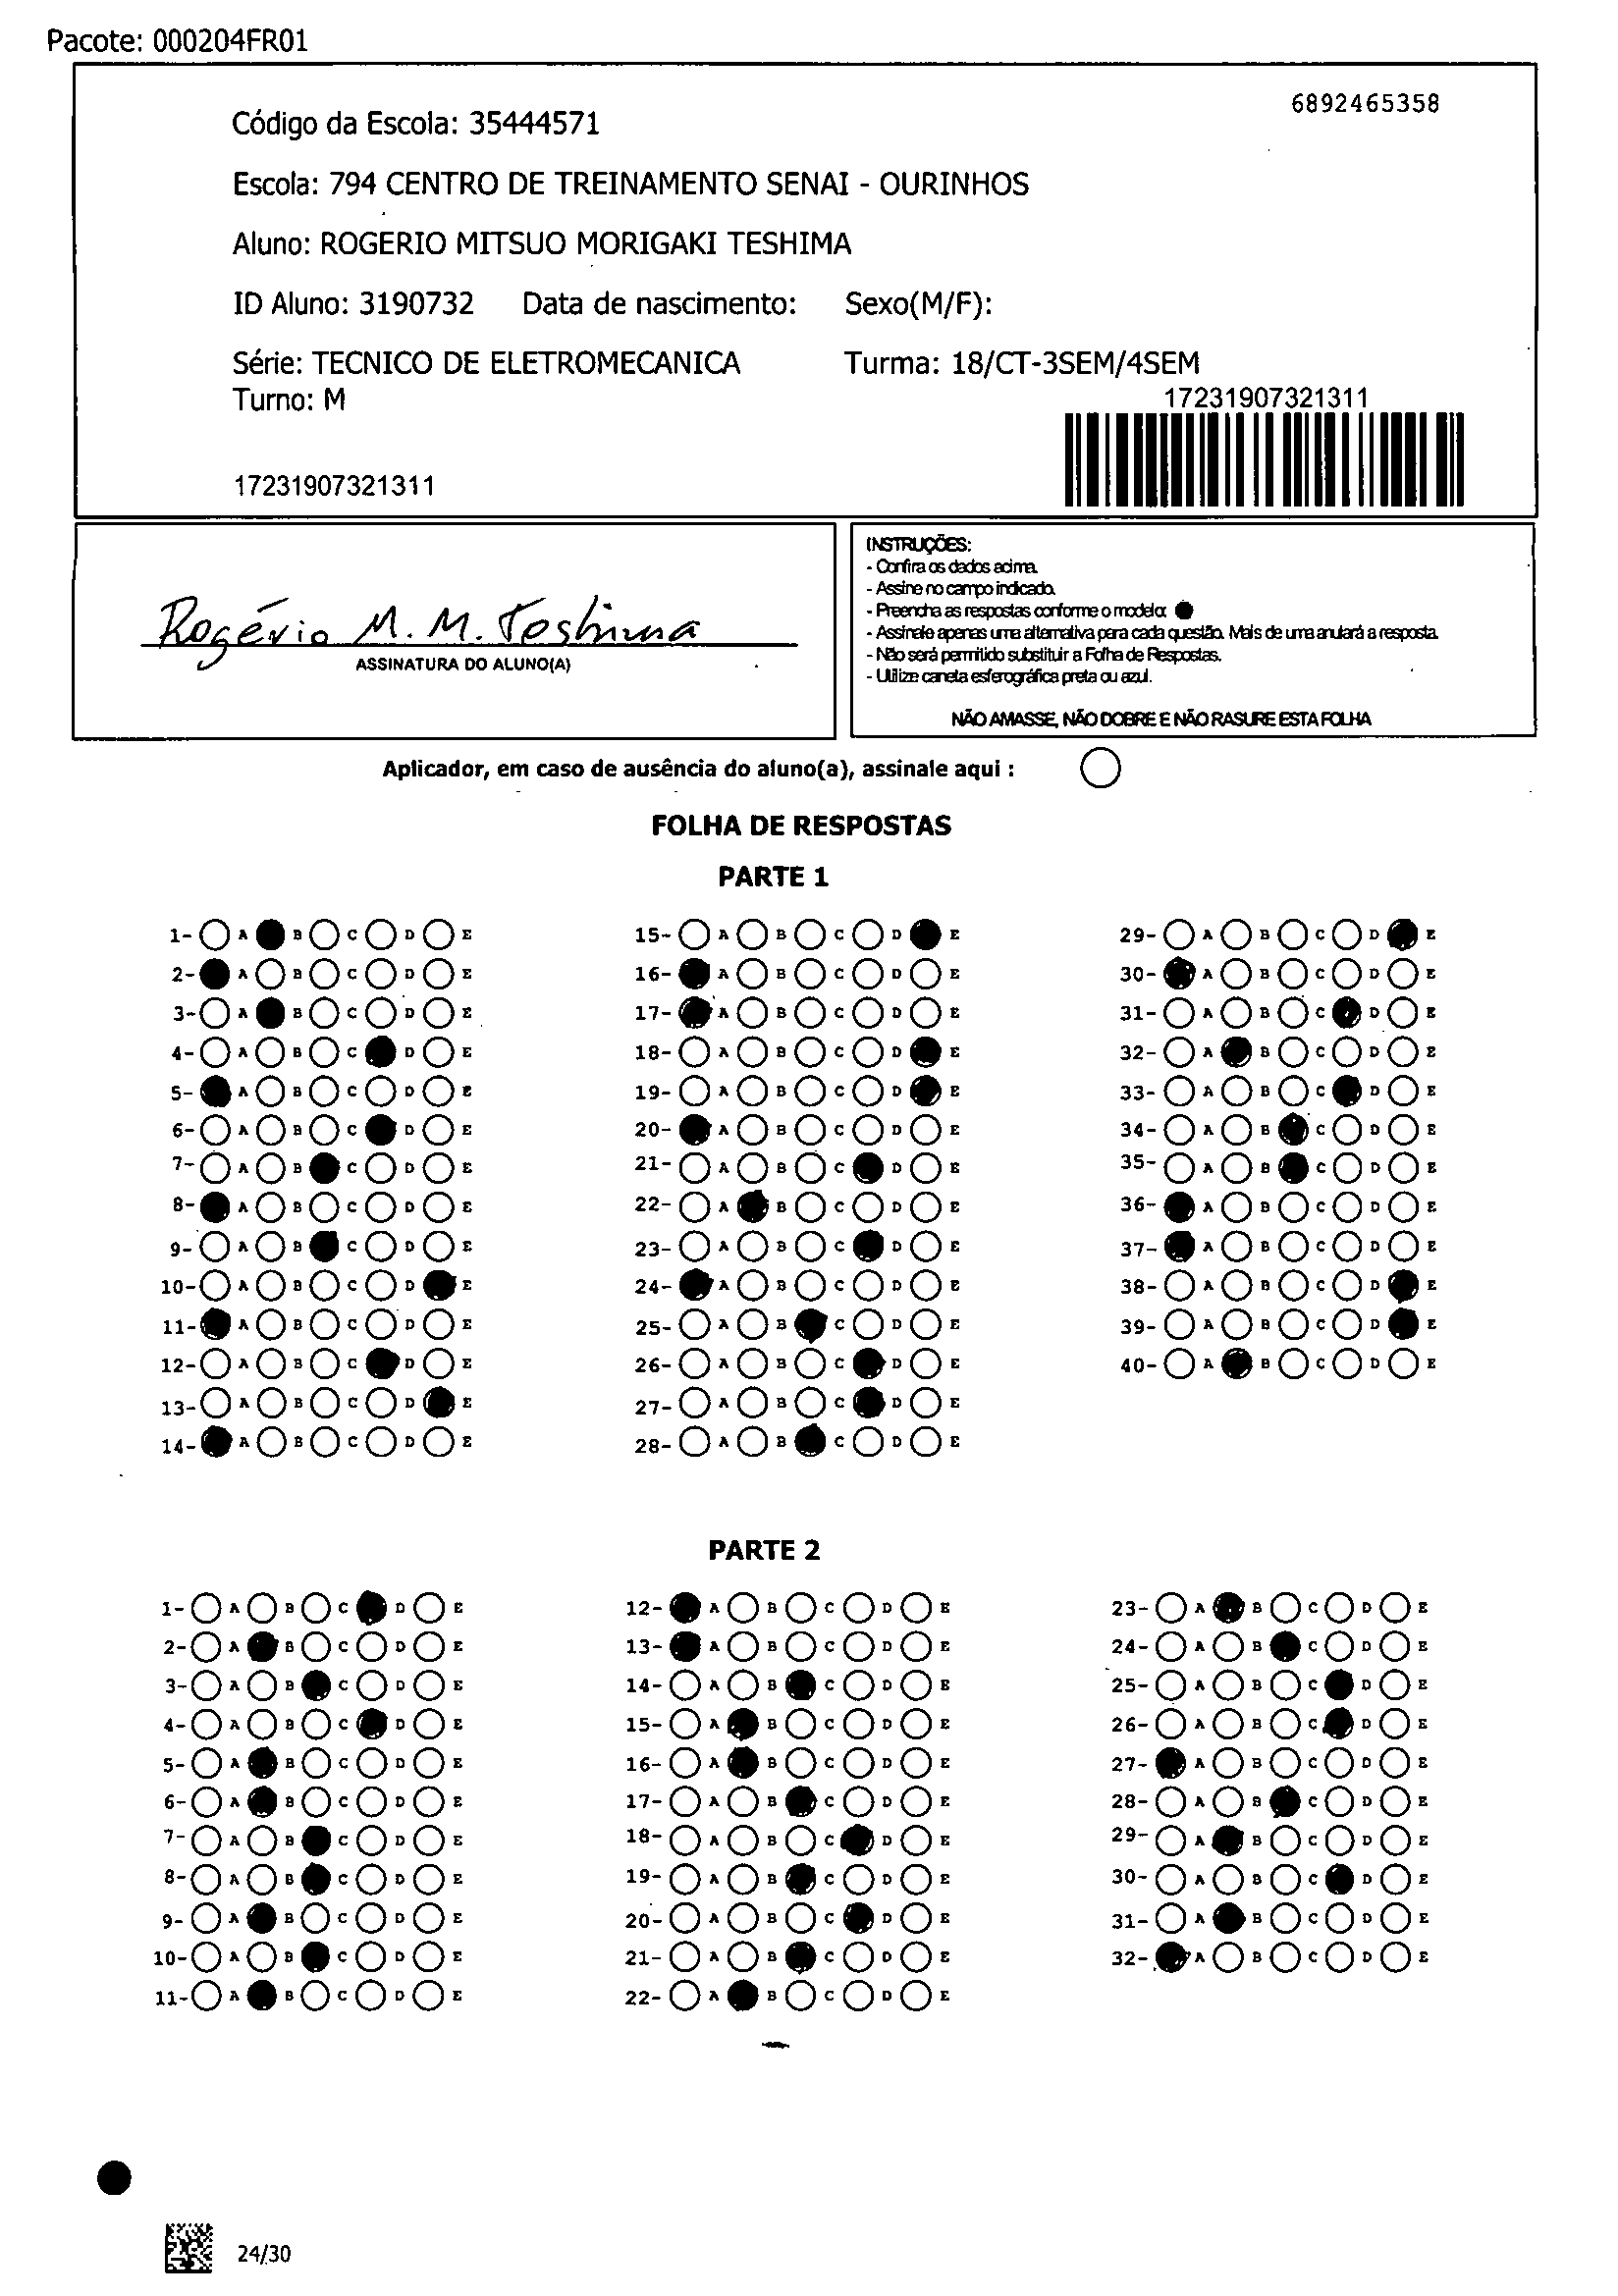 Pacote: 000204FR01
6892465358
Código da Escola: 35444571
Escola: 794 CENTRO DE TREINAMENTO SENAI - OURINHOS
Aluno: ROGERIO MITSUO MORIGAKI TESHIMA
ID Aluno: 3190732 Data de nascimento: Sexo(M/F):
Série: TECNICO DE ELETROMECANICA Turma: 18/CT-3SEM/4SEM
Turno: M
17231907321311
17231907321311
Rogério M. M. Teshima
ASSINATURA DO ALUNO(A)
INSTRUÇÕES:
- Confira os dados acima.
- Assine no campo indicado.
- Preencha as respostas conforme o modelo:
- Assinale apenas uma alternativa para cada questão. Mais de uma anulará a resposta.
- Não será permitido substituir a Folha de Respostas.
- Utilize caneta esferográfica preta ou azul.
NÃO AMASSE, NÃO DOBRE E NÃO RASURE ESTA FOLHA
Aplicador, em caso de ausência do aluno(a), assinale aqui :
FOLHA DE RESPOSTAS
PARTE 1
1- A B C D E 15- A B C D E 29- A B C D E
2- A B C D E 16- A B C D E 30- A B C D E
3- A B C D E 17- A B C D E 31- A B C D E
4- A B C D E 18- A B C D E 32- A B C D E
5- A B C D E 19- A B C D E 33- A B C D E
6- A B C D E 20- A B C D E 34- A B C D E
7- A B C D E 21- A B C D E 35- A B C D E
8- A B C D E 22- A B C D E 36- A B C D E
9- A B C D E 23- A B C D E 37- A B C D E
10- A B C D E 24- A B C D E 38- A B C D E
11- A B C D E 25- A B C D E 39- A B C D E
12- A B C D E 26- A B C D E 40- A B C D E
13- A B C D E 27- A B C D E
14- A B C D E 28- A B C D E
PARTE 2
1- A B C D E 12- A B C D E 23- A B C D E
2- A B C D E 13- A B C D E 24- A B C D E
3- A B C D E 14- A B C D E 25- A B C D E
4- A B C D E 15- A B C D E 26- A B C D E
5- A B C D E 16- A B C D E 27- A B C D E
6- A B C D E 17- A B C D E 28- A B C D E
7- A B C D E 18- A B C D E 29- A B C D E
8- A B C D E 19- A B C D E 30- A B C D E
9- A B C D E 20- A B C D E 31- A B C D E
10- A B C D E 21- A B C D E 32- A B C D E
11- A B C D E 22- A B C D E
24/30